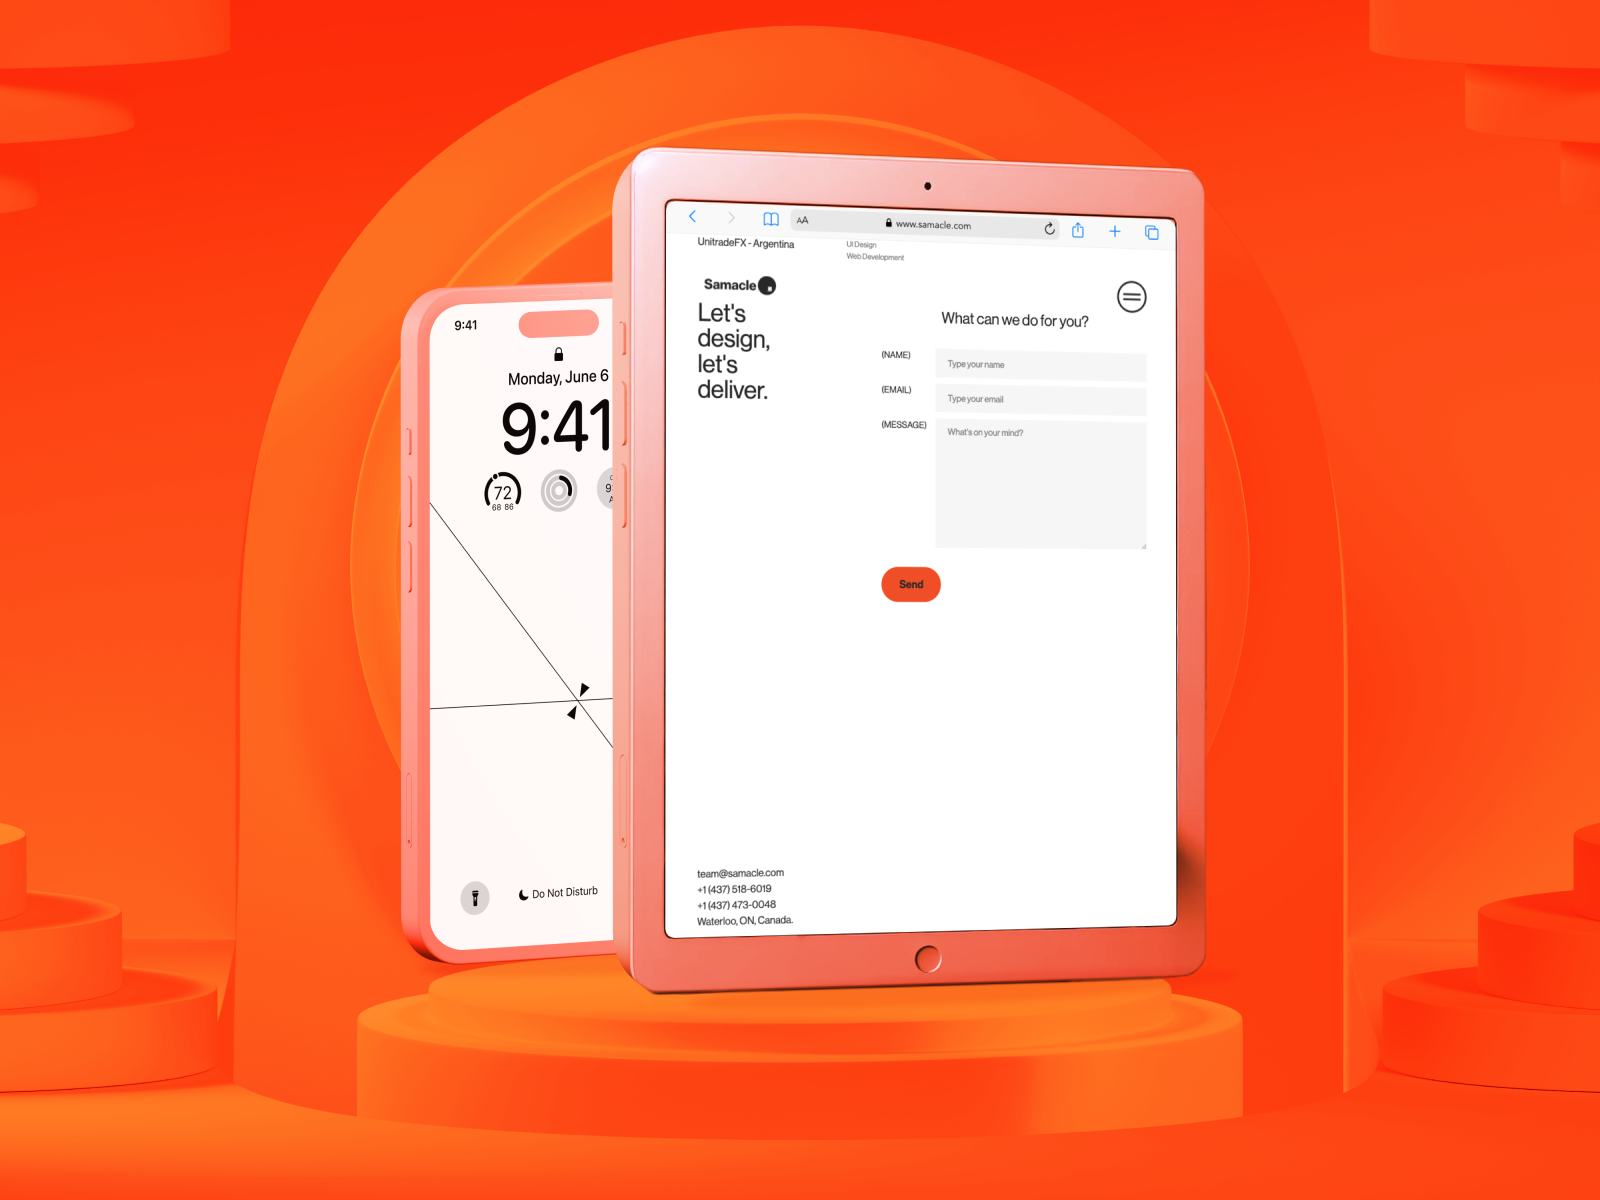 9:41
Monday, June 6
9:41
72
68 86
Do Not Disturb
AA
www.samacle.com
UnitradeFX - Argentina
UI Design
Web Development
Samacle
Let's
design,
let's
deliver.
What can we do for you?
(NAME)
Type your name
(EMAIL)
Type your email
(MESSAGE)
What's on your mind?
Send
team@samacle.com
+1 (437) 518-6019
+1 (437) 473-0048
Waterloo, ON, Canada.